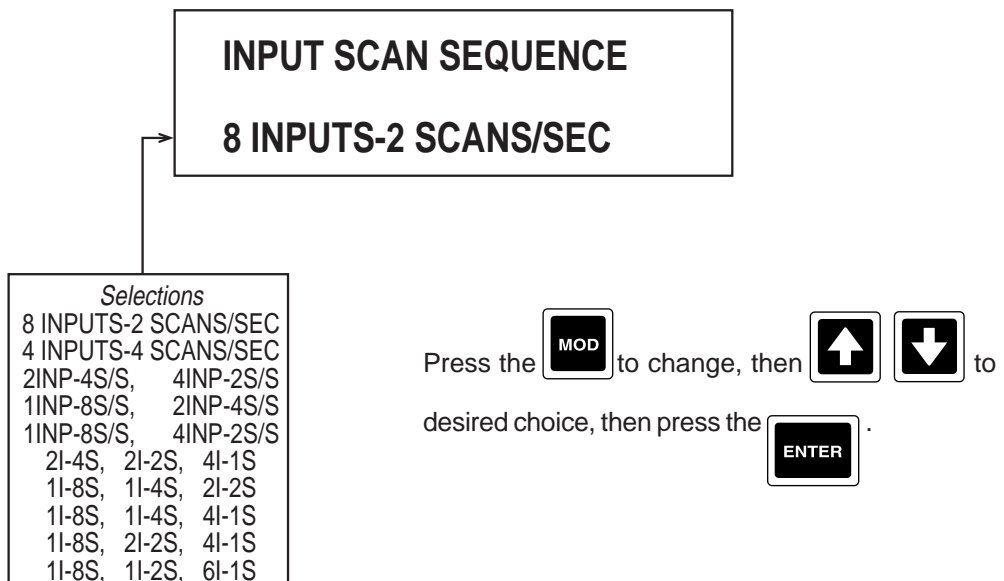 INPUT SCAN SEQUENCE
8 INPUTS-2 SCANS/SEC
Selections
8 INPUTS-2 SCANS/SEC
4 INPUTS-4 SCANS/SEC
2INP-4S/S, 4INP-2S/S
1INP-8S/S, 2INP-4S/S
1INP-8S/S, 4INP-2S/S
2I-4S, 2I-2S, 4I-1S
1I-8S, 1I-4S, 2I-2S
1I-8S, 1I-4S, 4I-1S
1I-8S, 2I-2S, 4I-1S
1I-8S, 1I-2S, 6I-1S
Press the MOD to change, then to
desired choice, then press the ENTER .